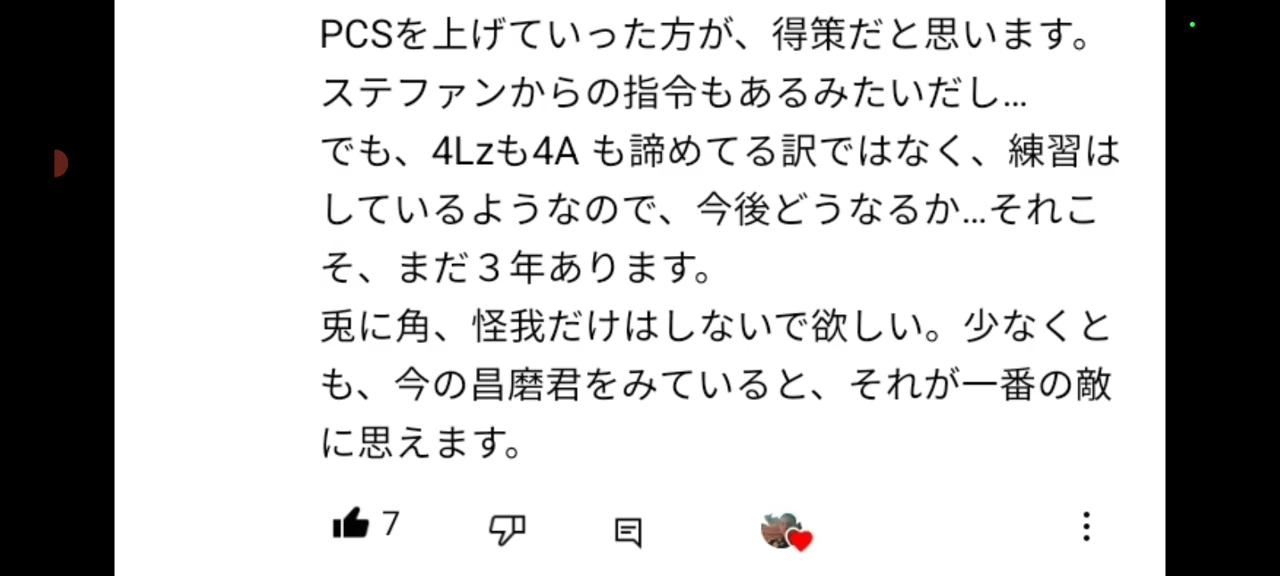 PCSを上げていった方が、得策だと思います。
ステファンからの指令もあるみたいだし…
でも、4Lzも4A も諦めてる訳ではなく、練習は
しているようなので、今後どうなるか…それこ
そ、まだ３年あります。
兎に角、怪我だけはしないで欲しい。少なくと
も、今の昌磨君をみていると、それが一番の敵
に思えます。
7